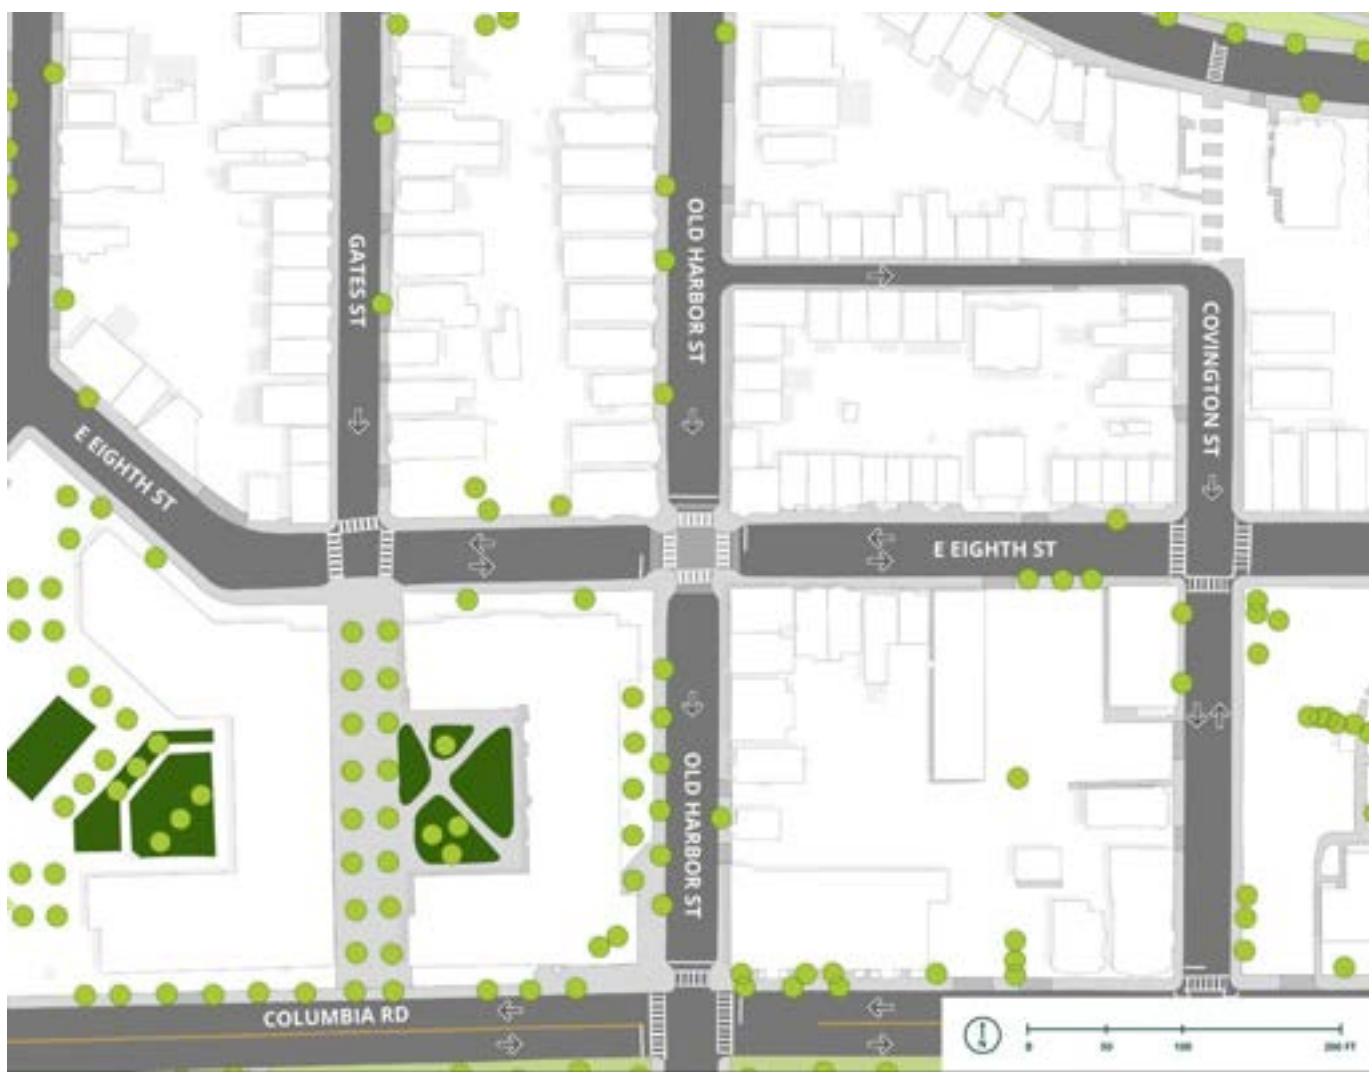 GATES ST
OLD HARBOR ST
COVINGTON ST
E EIGHTH ST
E EIGHTH ST
OLD HARBOR ST
COLUMBIA RD
0 50 100 200 FT